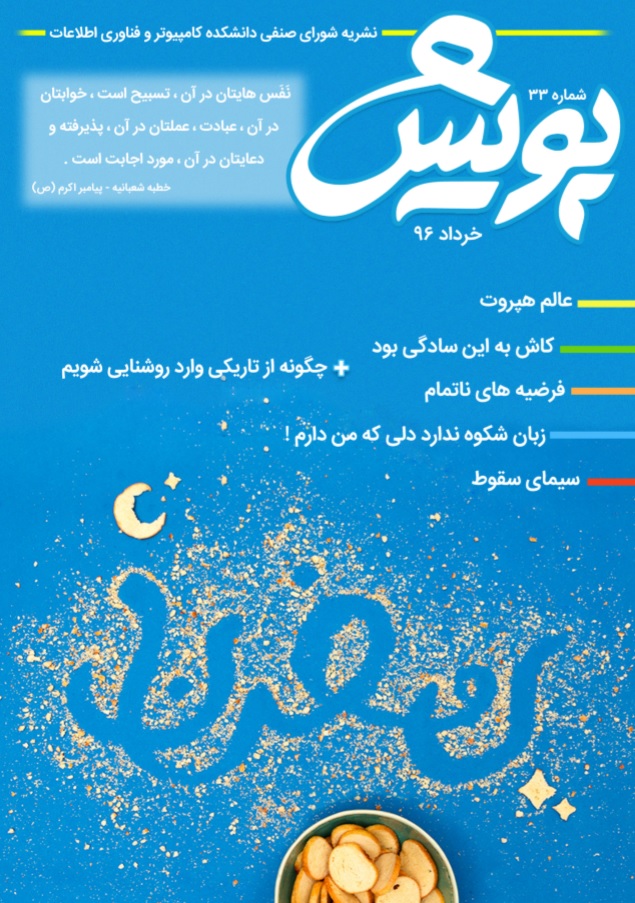 نشریه شورای صنفی دانشکده کامپیوتر و فناوری اطلاعات
پویش
شماره ۳۳
خرداد ۹۶
نَفَس هایتان در آن ، تسبیح است ، خوابتان
در آن ، عبادت ، عملتان در آن ، پذیرفته و
دعایتان در آن ، مورد اجابت است .
خطبه شعبانیه - پیامبر اکرم (ص)
عالم هپروت
کاش به این سادگی بود
+ چگونه از تاریکی وارد روشنایی شویم
فرضیه های ناتمام
زبان شکوه ندارد دلی که من دارم !
سیمای سقوط
رمضان